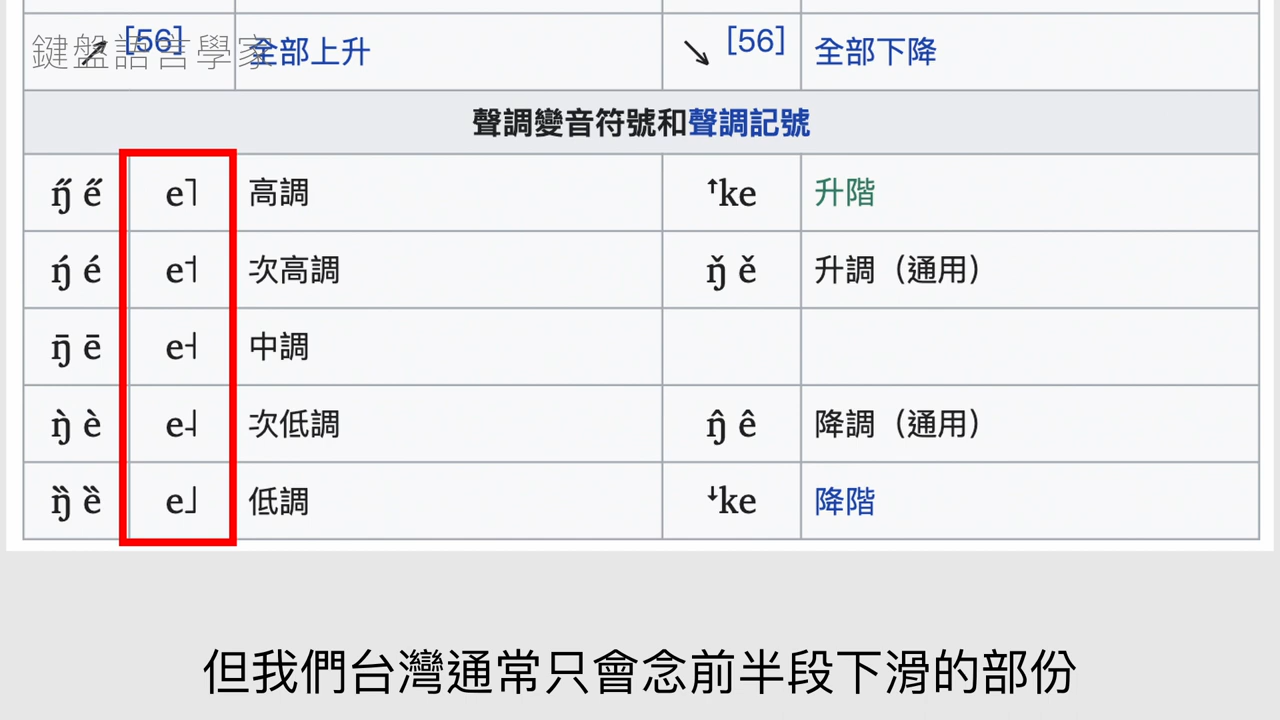 鍵盤語言學家
↗ [56] 全部上升 ↘ [56] 全部下降
聲調變音符號和聲調記號
ŋ̋ e̋ e˥ 高調 ꜛke 升階
ŋ́ é e˦ 次高調 ŋ̌ ě 升調（通用）
ŋ̄ ē e˧ 中調
ŋ̀ è e˨ 次低調 ŋ̂ ê 降調（通用）
ŋ̏ ȅ e˩ 低調 ꜜke 降階
但我們台灣通常只會念前半段下滑的部份